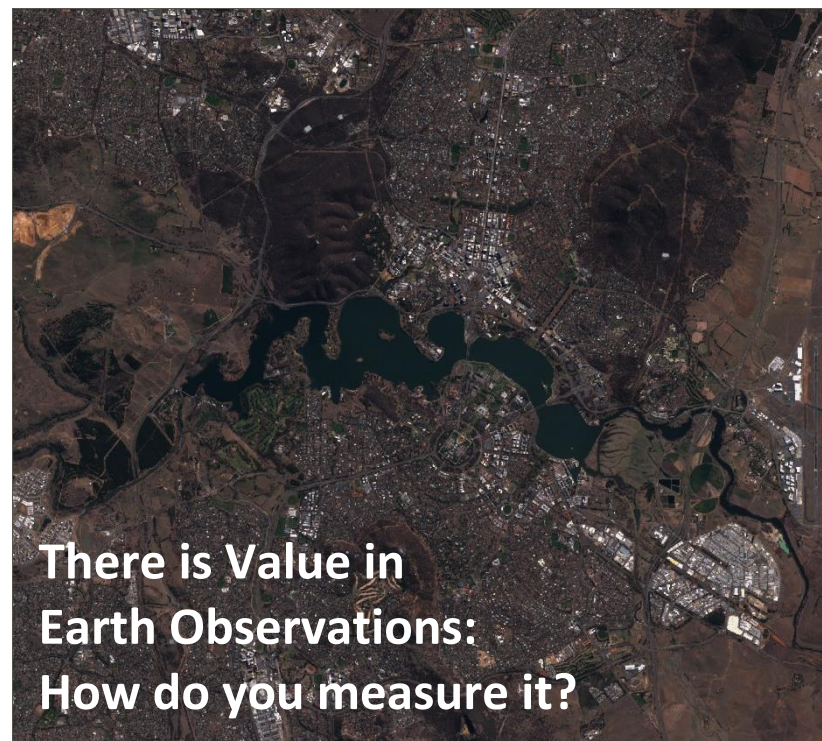 There is Value in
Earth Observations:
How do you measure it?